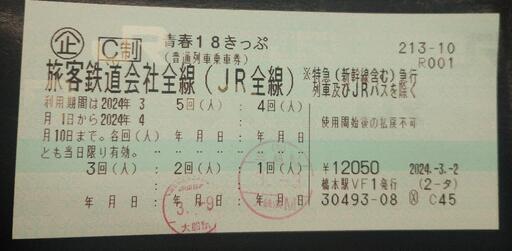 企 C制 青春18きっぷ
(普通列車乗車券)
213-10
R001
旅客鉄道会社全線(JR全線)
※特急(新幹線含む)急行
列車及びJRバスを除く
利用期間は2024年3
月1日から2024年4
月10日まで。各回(人)
とも当日限り有効。
5回(人):
年 月 日
4回(人):
年 月 日
使用開始後の払戻不可
3回(人):
年 月 日
2回(人):
年 月 日
1回(人):
年 月 日
¥12050
2024.-3.-2
橋本駅VF1発行
(2-タ)
30493-08
C45